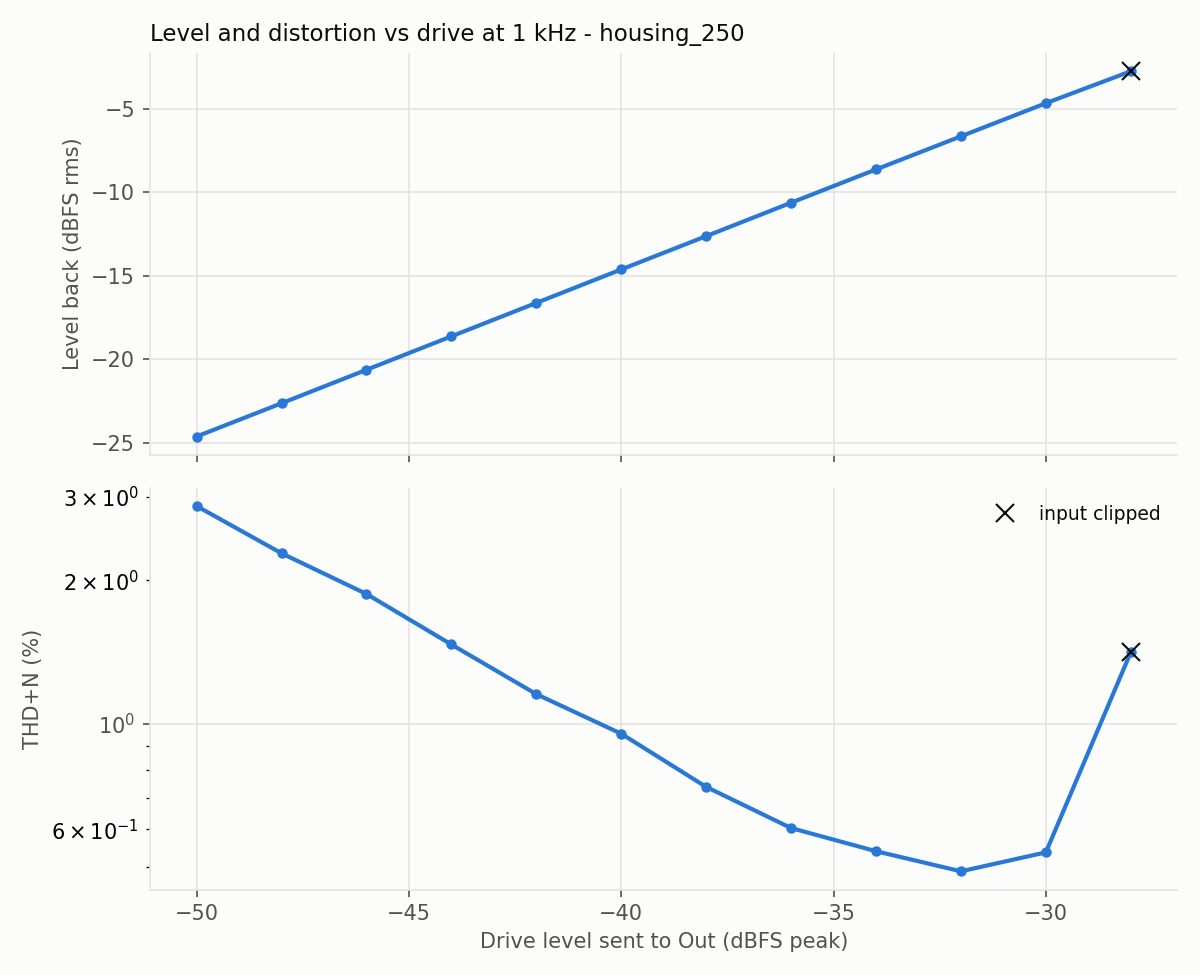 Level and distortion vs drive at 1 kHz - housing_250
Level back (dBFS rms)
−5
−10
−15
−20
−25
THD+N (%)
3 × 10⁰
2 × 10⁰
10⁰
6 × 10⁻¹
input clipped
−50
−45
−40
−35
−30
Drive level sent to Out (dBFS peak)